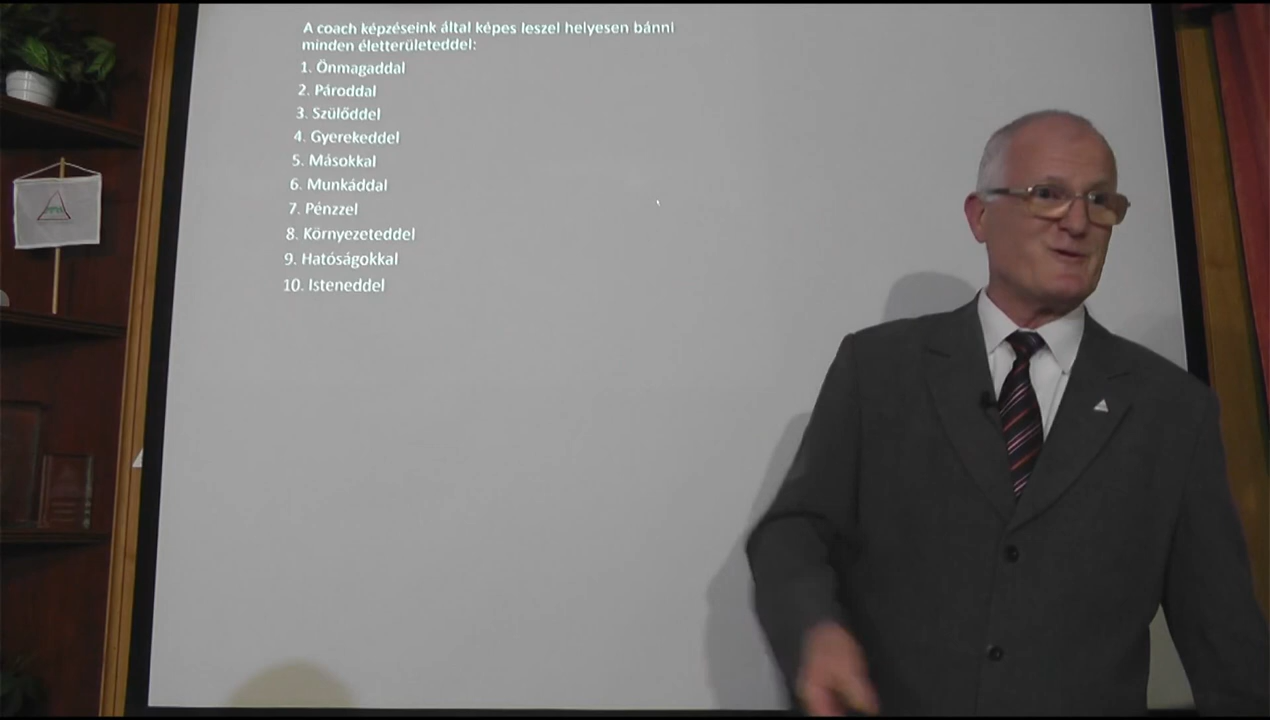 A coach képzéseink által képes leszel helyesen bánni
minden életterületeddel:
1. Önmagaddal
2. Pároddal
3. Szülőddel
4. Gyerekeddel
5. Másokkal
6. Munkáddal
7. Pénzzel
8. Környezeteddel
9. Hatóságokkal
10. Isteneddel